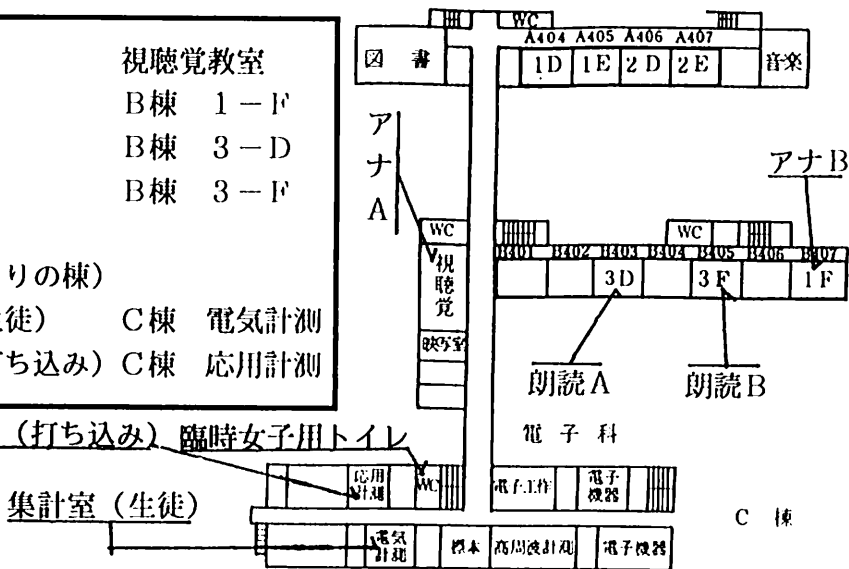 視聴覚教室
B棟 1-F
B棟 3-D
B棟 3-F
りの棟)
生徒) C棟 電気計測
打ち込み) C棟 応用計測
WC
A404 A405 A406 A407
図書 1D 1E 2D 2E 音楽
アナA
アナB
WC WC
B401 B402 B403 B404 B405 B406 B407
視聴覚 3D 3F 1F
映写室
朗読A 朗読B
電子科
(打ち込み) 臨時女子用トイレ
応用計測 WC 電子工作 電子機器
集計室 (生徒)
C棟
電気計測 標本 高周波計測 電子機器